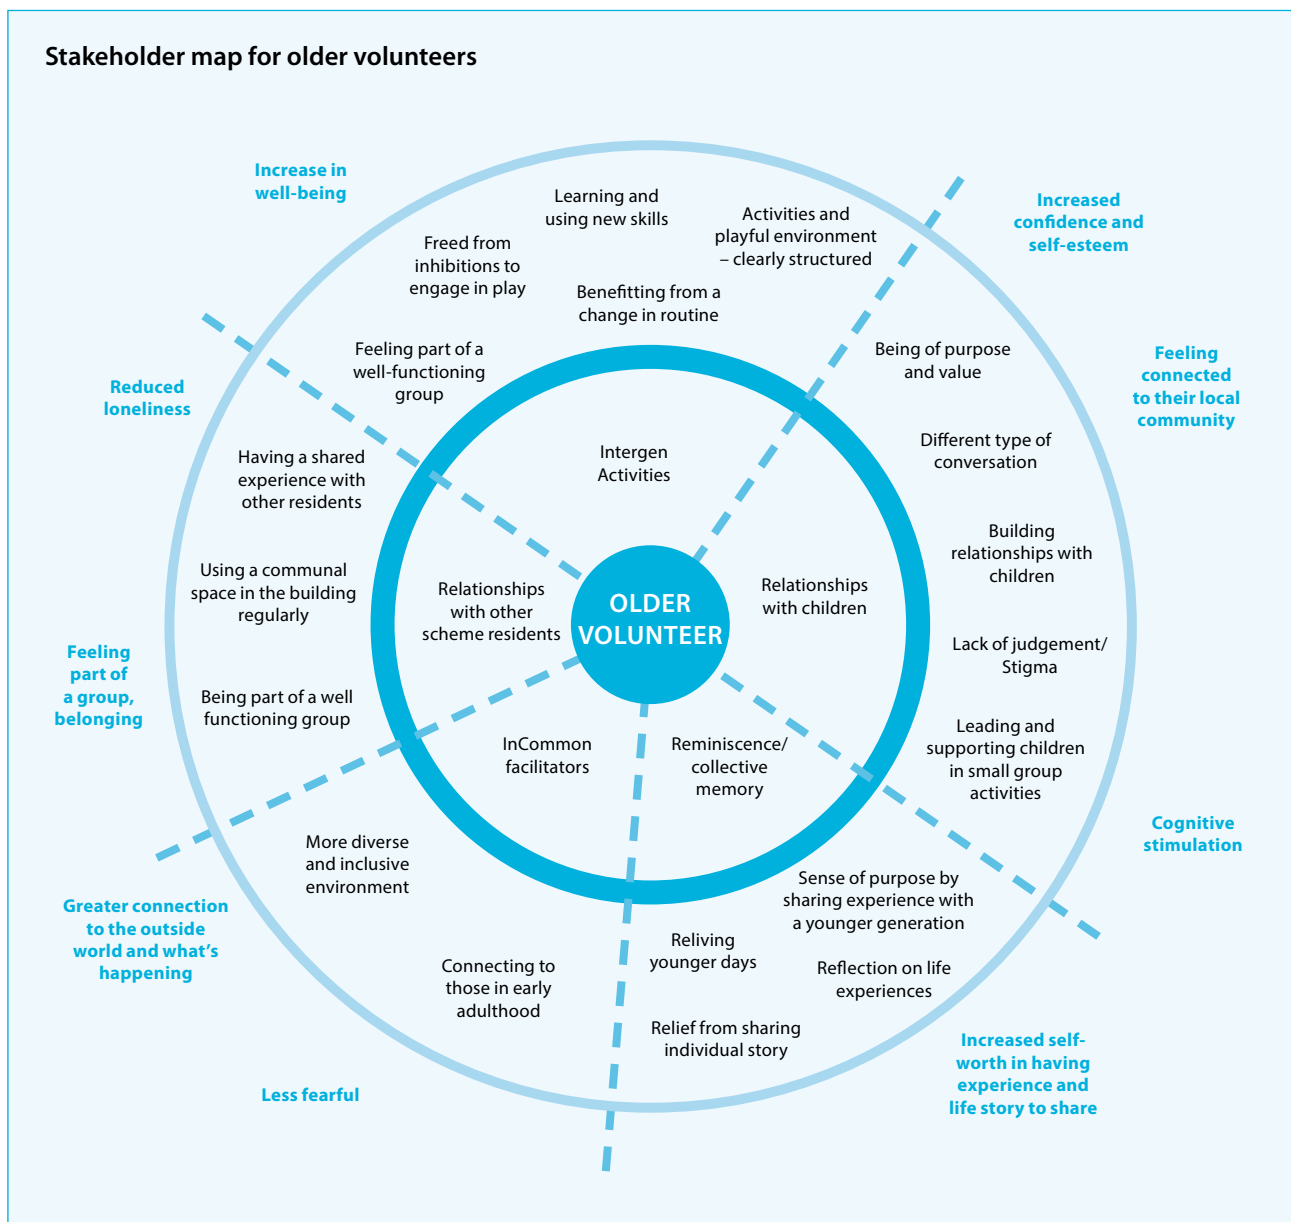 Stakeholder map for older volunteers
Increase in
well-being
Learning and
using new skills
Activities and
playful environment
– clearly structured
Freed from
inhibitions to
engage in play
Benefitting from a
change in routine
Feeling part of a
well-functioning
group
Intergen
Activities
Increased
confidence and
self-esteem
Feeling
connected
to their local
community
Being of purpose
and value
Different type of
conversation
Building
relationships with
children
Lack of judgement/
Stigma
Leading and
supporting children
in small group
activities
Relationships
with children
Cognitive
stimulation
OLDER
VOLUNTEER
Reduced
loneliness
Having a shared
experience with
other residents
Using a communal
space in the building
regularly
Being part of a well
functioning group
Relationships
with other
scheme residents
Feeling
part of
a group,
belonging
InCommon
facilitators
More diverse
and inclusive
environment
Connecting to
those in early
adulthood
Greater connection
to the outside
world and what’s
happening
Less fearful
Reminiscence/
collective
memory
Sense of purpose by
sharing experience with
a younger generation
Reliving
younger days
Reflection on life
experiences
Relief from sharing
individual story
Increased self-
worth in having
experience and
life story to share